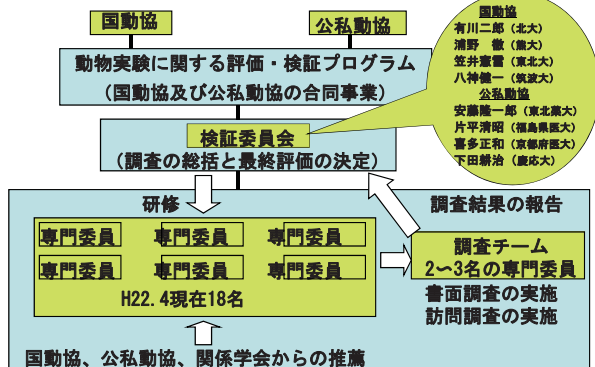 国動協
公私動協
動物実験に関する評価・検証プログラム
(国動協及び公私動協の合同事業)
検証委員会
(調査の総括と最終評価の決定)
国動協
有川二郎(北大)
浦野 徹(熊大)
笠井憲雪(東北大)
八神健一(筑波大)
公私動協
安藤隆一郎(東北薬大)
片平清昭(福島県医大)
喜多正和(京都府医大)
下田耕治(慶応大)
研修
調査結果の報告
専門委員 専門委員 専門委員
専門委員 専門委員 専門委員
H22.4現在18名
調査チーム
2〜3名の専門委員
書面調査の実施
訪問調査の実施
国動協、公私動協、関係学会からの推薦